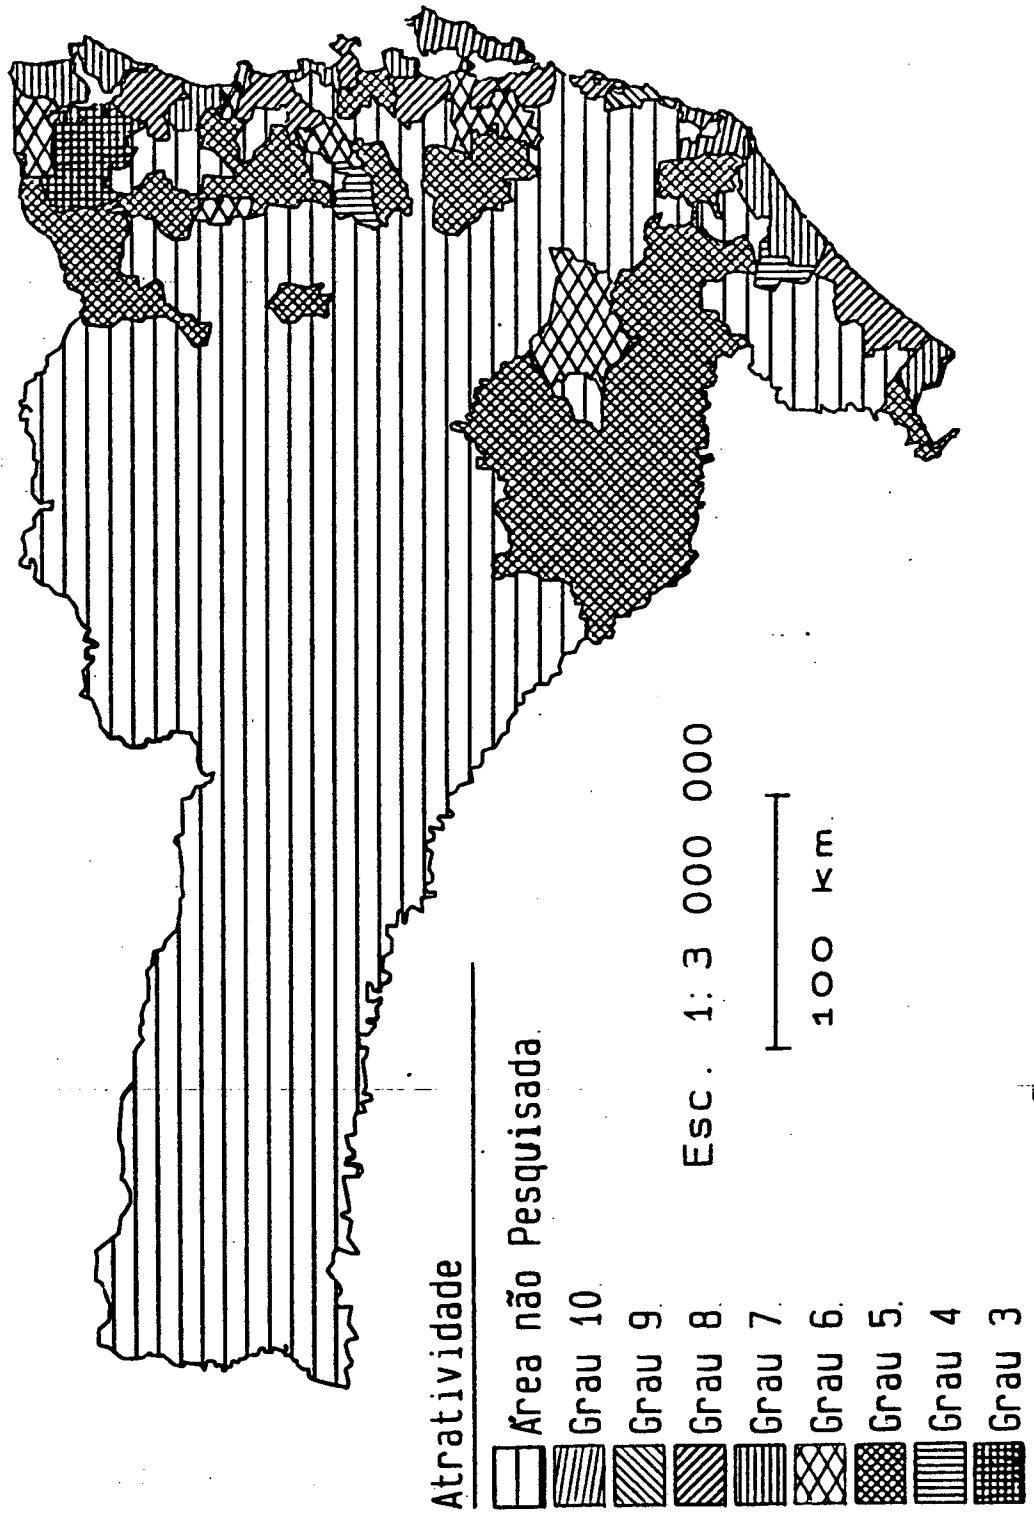 Atratividade
Área não Pesquisada
Grau 10
Grau 9
Grau 8
Grau 7
Grau 6
Grau 5
Grau 4
Grau 3
Esc. 1: 3 000 000
100 km